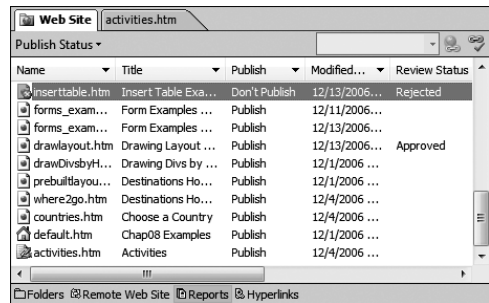 Web Site activities.htm
Publish Status
Name Title Publish Modified... Review Status
inserttable.htm Insert Table Exa... Don't Publish 12/13/2006... Rejected
forms_exam... Form Examples ... Publish 12/11/2006...
forms_exam... Form Examples ... Publish 12/13/2006...
drawlayout.htm Drawing Layout ... Publish 12/13/2006... Approved
drawDivsbyH... Drawing Divs by ... Publish 12/1/2006 ...
prebuiltlayou... Destinations Ho... Publish 12/1/2006 ...
where2go.htm Destinations Ho... Publish 12/4/2006 ...
countries.htm Choose a Country Publish 12/4/2006 ...
default.htm Chap08 Examples Publish 12/1/2006 ...
activities.htm Activities Publish 12/4/2006 ...
Folders Remote Web Site Reports Hyperlinks